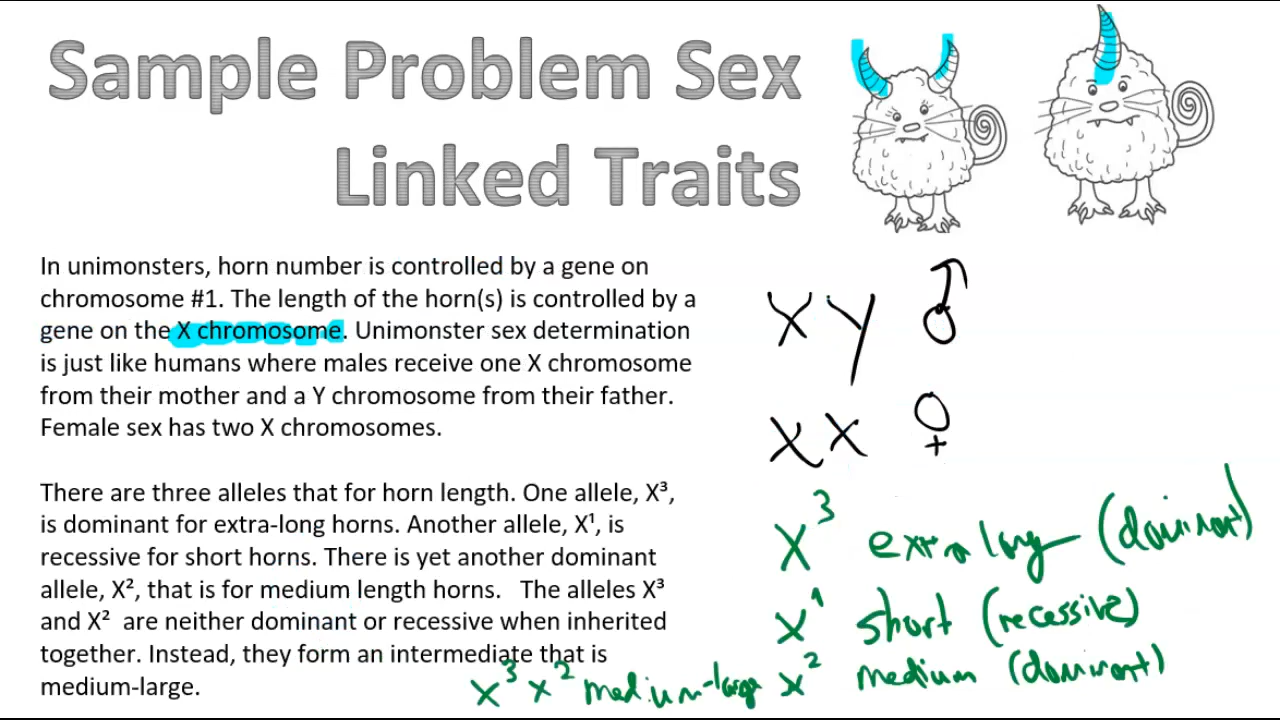 Sample Problem Sex
Linked Traits
In unimonsters, horn number is controlled by a gene on
chromosome #1. The length of the horn(s) is controlled by a
gene on the X chromosome. Unimonster sex determination
is just like humans where males receive one X chromosome
from their mother and a Y chromosome from their father.
Female sex has two X chromosomes.
There are three alleles that for horn length. One allele, X³,
is dominant for extra-long horns. Another allele, X¹, is
recessive for short horns. There is yet another dominant
allele, X², that is for medium length horns. The alleles X³
and X² are neither dominant or recessive when inherited
together. Instead, they form an intermediate that is
medium-large.
X³ X² medium-large
XY ♂
XX ♀
X³ extra long (dominant)
X¹ short (recessive)
X² medium (dominant)